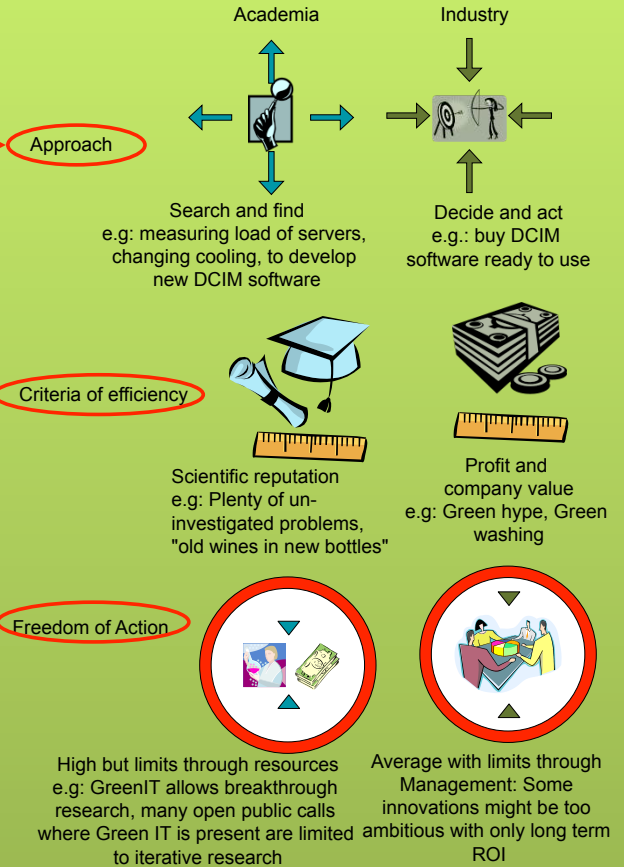 Academia
Industry
Approach
Search and find
e.g: measuring load of servers,
changing cooling, to develop
new DCIM software
Decide and act
e.g.: buy DCIM
software ready to use
Criteria of efficiency
Scientific reputation
e.g: Plenty of un-
investigated problems,
"old wines in new bottles"
Profit and
company value
e.g: Green hype, Green
washing
Freedom of Action
High but limits through resources
e.g: GreenIT allows breakthrough
research, many open public calls
where Green IT is present are limited
to iterative research
Average with limits through
Management: Some
innovations might be too
ambitious with only long term
ROI